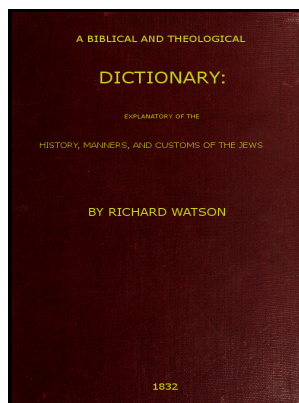 A BIBLICAL AND THEOLOGICAL
DICTIONARY:
EXPLANATORY OF THE
HISTORY, MANNERS, AND CUSTOMS OF THE JEWS
BY RICHARD WATSON
1832